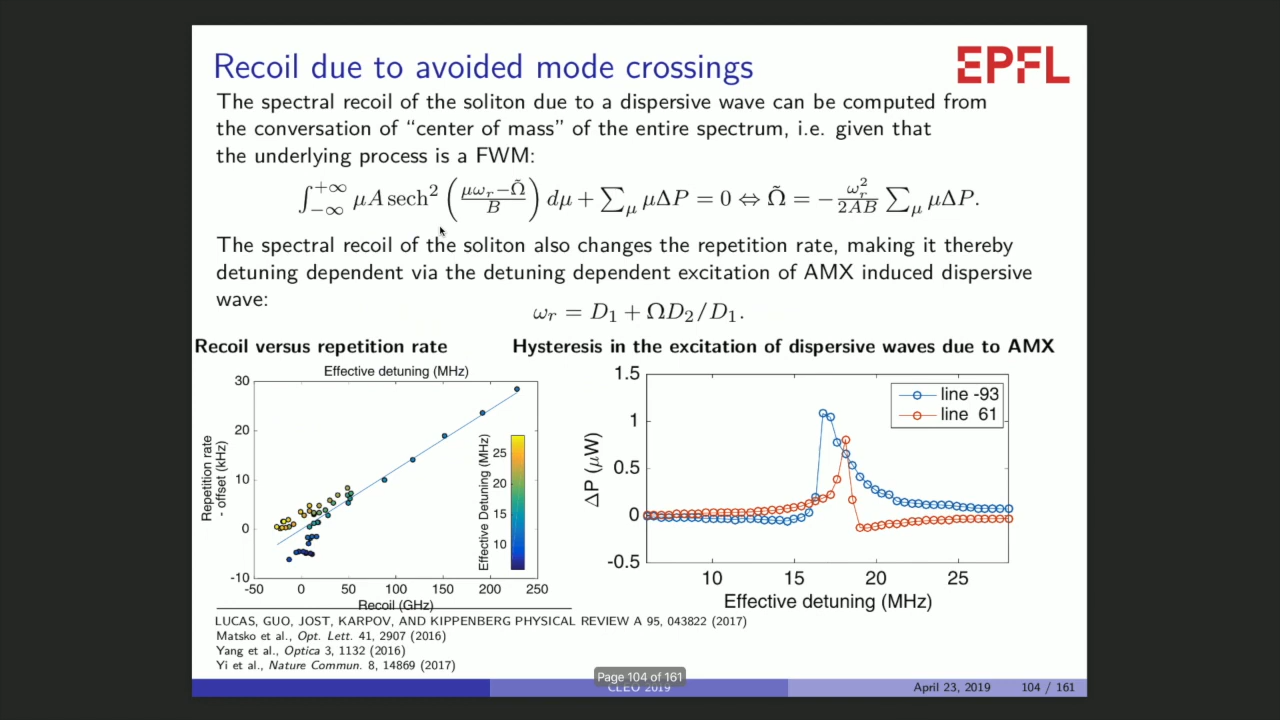 Recoil due to avoided mode crossings
EPFL
The spectral recoil of the soliton due to a dispersive wave can be computed from
the conversation of “center of mass” of the entire spectrum, i.e. given that
the underlying process is a FWM:
∫_{−∞}^{+∞} μA sech² ((μω_r−Ω̃)/B) dμ + ∑_μ μΔP = 0 ⇔ Ω̃ = −(ω_r²/2AB) ∑_μ μΔP.
The spectral recoil of the soliton also changes the repetition rate, making it thereby
detuning dependent via the detuning dependent excitation of AMX induced dispersive
wave:
ω_r = D₁ + ΩD₂/D₁.
Recoil versus repetition rate
Effective detuning (MHz)
30
20
10
0
-10
Repetition rate
- offset (kHz)
-50 0 50 100 150 200 250
Recoil (GHz)
Effective Detuning (MHz)
25
20
15
10
Hysteresis in the excitation of dispersive waves due to AMX
1.5
1
0.5
0
-0.5
ΔP (μW)
line -93
line 61
10 15 20 25
Effective detuning (MHz)
LUCAS, GUO, JOST, KARPOV, AND KIPPENBERG PHYSICAL REVIEW A 95, 043822 (2017)
Matsko et al., Opt. Lett. 41, 2907 (2016)
Yang et al., Optica 3, 1132 (2016)
Yi et al., Nature Commun. 8, 14869 (2017)
Page 104 of 161
CLEO 2019
April 23, 2019 104 / 161